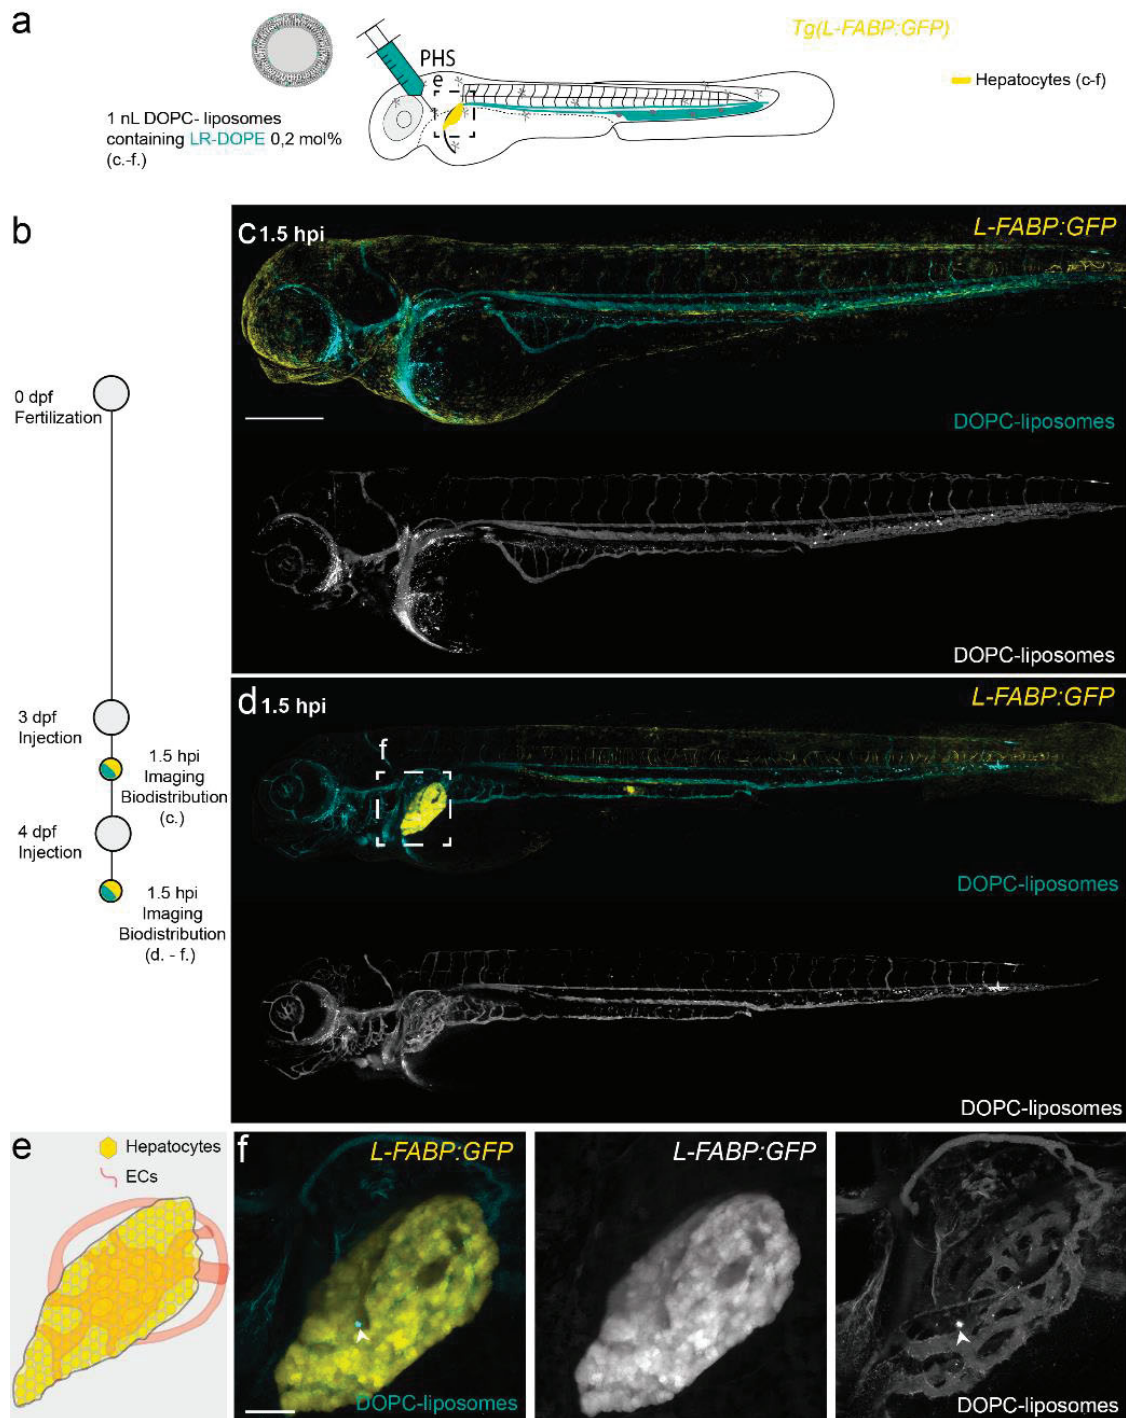 a
Tg(L-FABP:GFP)
PHS
e
Hepatocytes (c-f)
1 nL DOPC- liposomes
containing LR-DOPE 0,2 mol%
(c.-f.)
b
0 dpf
Fertilization
3 dpf
Injection
1.5 hpi
Imaging
Biodistribution
(c.)
4 dpf
Injection
1.5 hpi
Imaging
Biodistribution
(d. - f.)
c 1.5 hpi
L-FABP:GFP
DOPC-liposomes
DOPC-liposomes
d 1.5 hpi
L-FABP:GFP
f
DOPC-liposomes
DOPC-liposomes
e
Hepatocytes
ECs
f
L-FABP:GFP
DOPC-liposomes
L-FABP:GFP
DOPC-liposomes